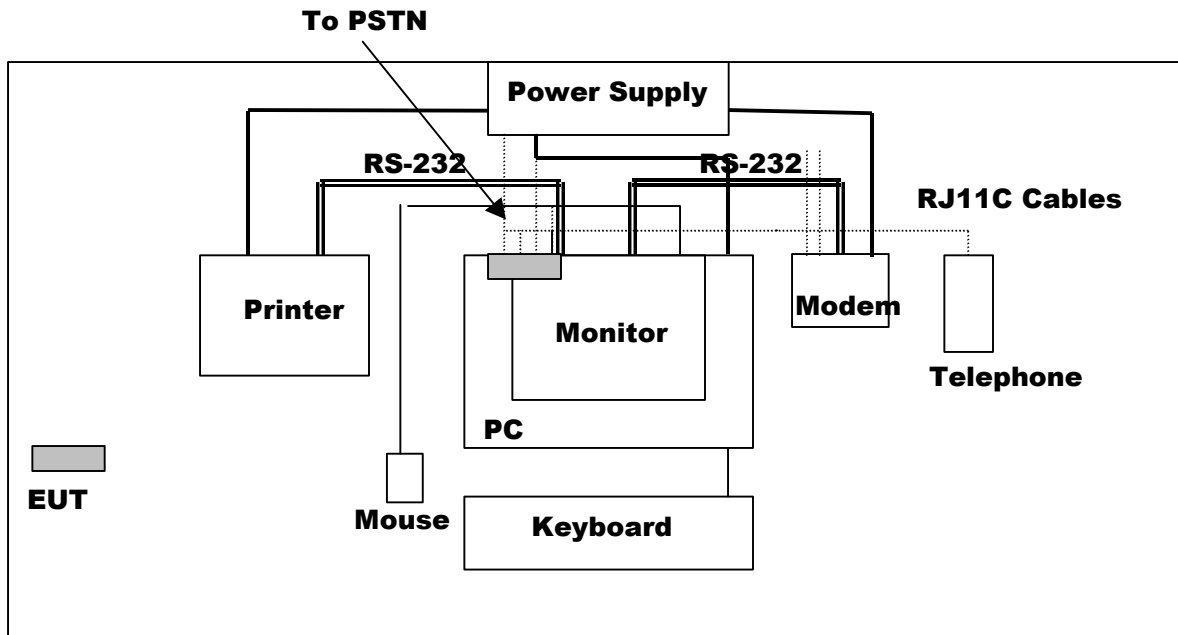 To PSTN
Power Supply
RS-232
RS-232
RJ11C Cables
Printer
Monitor
Modem
Telephone
PC
EUT
Mouse
Keyboard